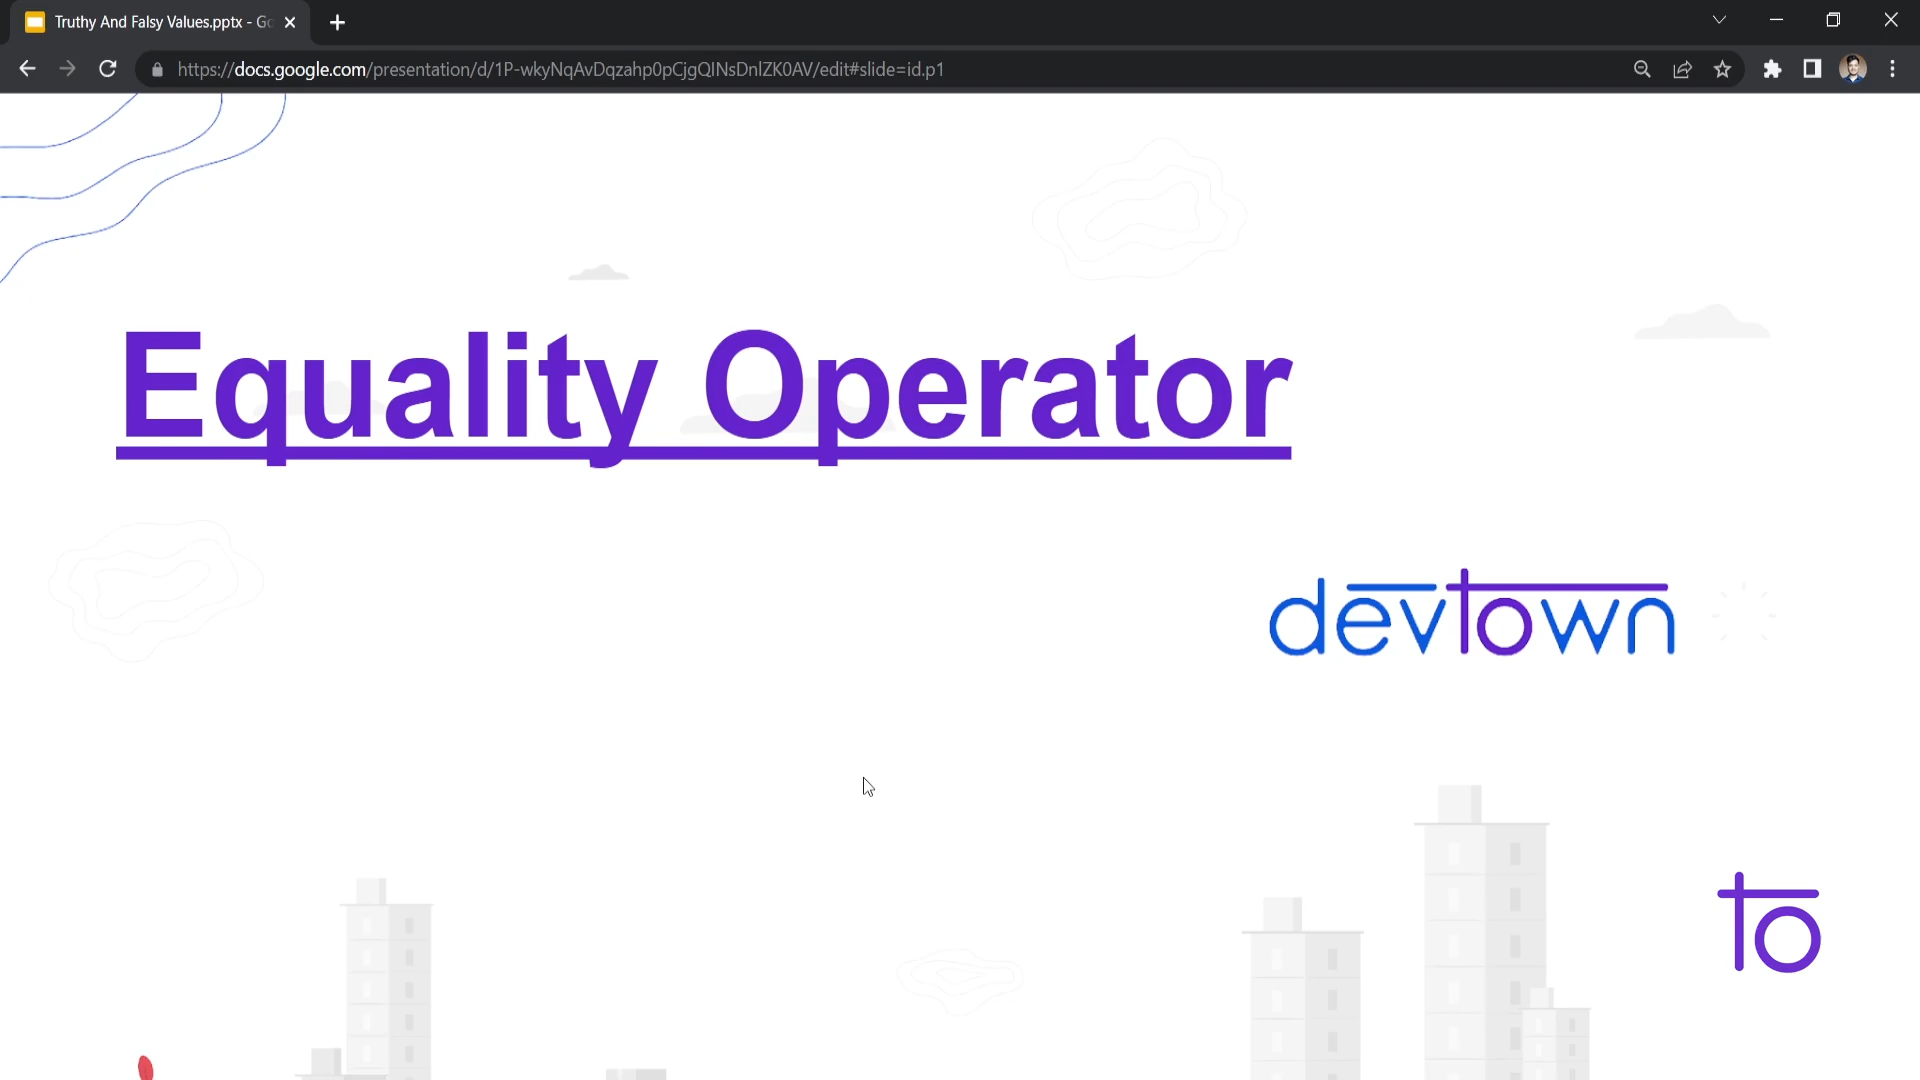 Truthy And Falsy Values.pptx - Go
https://docs.google.com/presentation/d/1P-wkyNqAvDqzahp0pCjgQINsDnlZK0AV/edit#slide=id.p1
Equality Operator
devtown
to